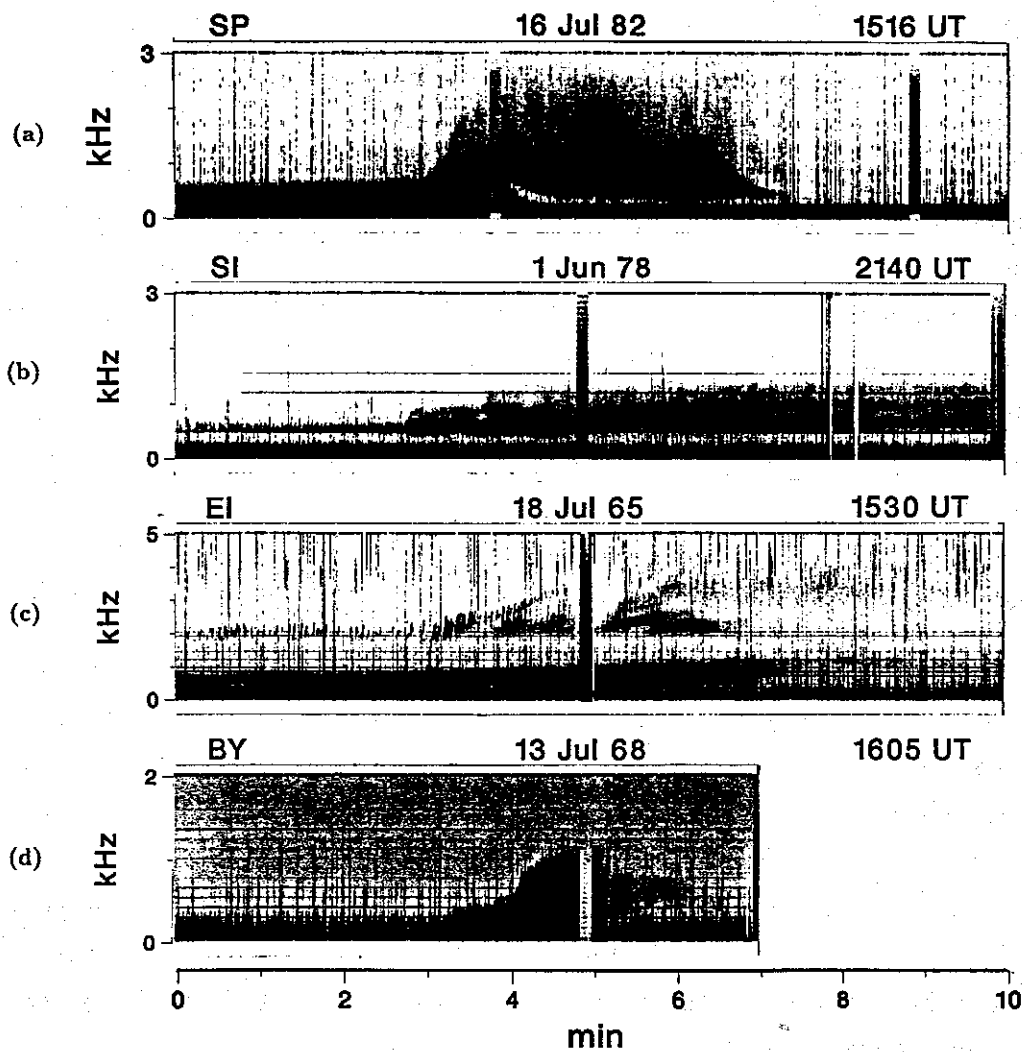 SP 16 Jul 82 1516 UT
(a)
3
kHz
0
SI 1 Jun 78 2140 UT
(b)
3
kHz
0
EI 18 Jul 65 1530 UT
(c)
5
kHz
0
BY 13 Jul 68 1605 UT
(d)
2
kHz
0
0 2 4 6 8 10
min